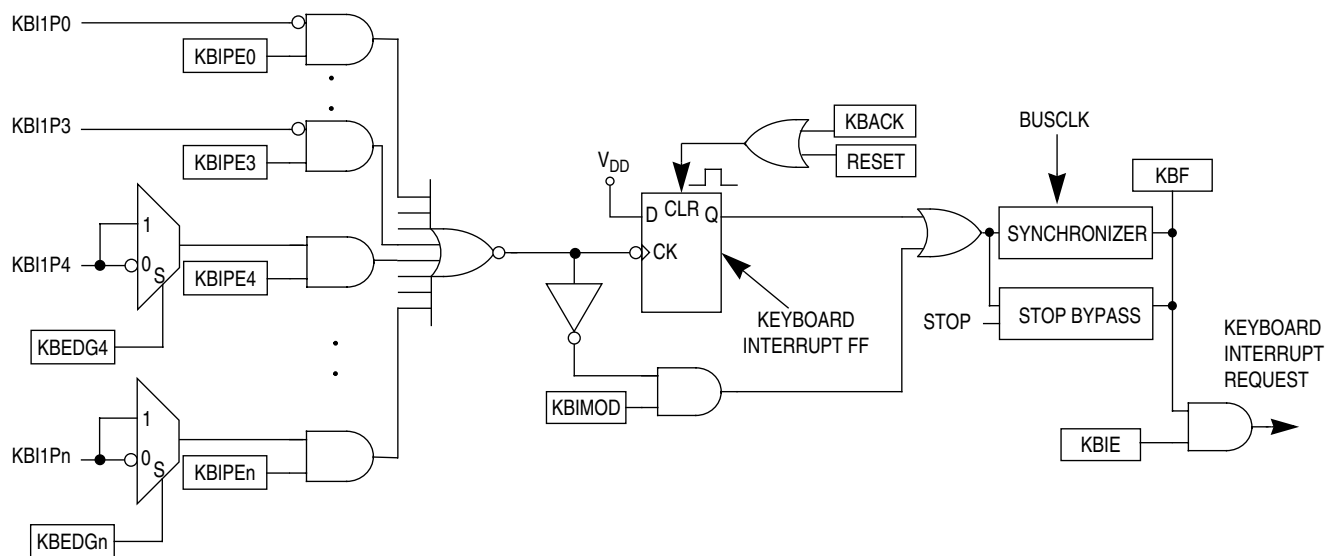 KBI1P0
KBIPE0
KBI1P3
KBIPE3
KBI1P4
1
0
S
KBIPE4
KBEDG4
KBI1Pn
1
0
S
KBIPEn
KBEDGn
VDD
D
CLR
Q
CK
KBACK
RESET
KEYBOARD
INTERRUPT FF
KBIMOD
BUSCLK
SYNCHRONIZER
KBF
STOP
STOP BYPASS
KBIE
KEYBOARD
INTERRUPT
REQUEST